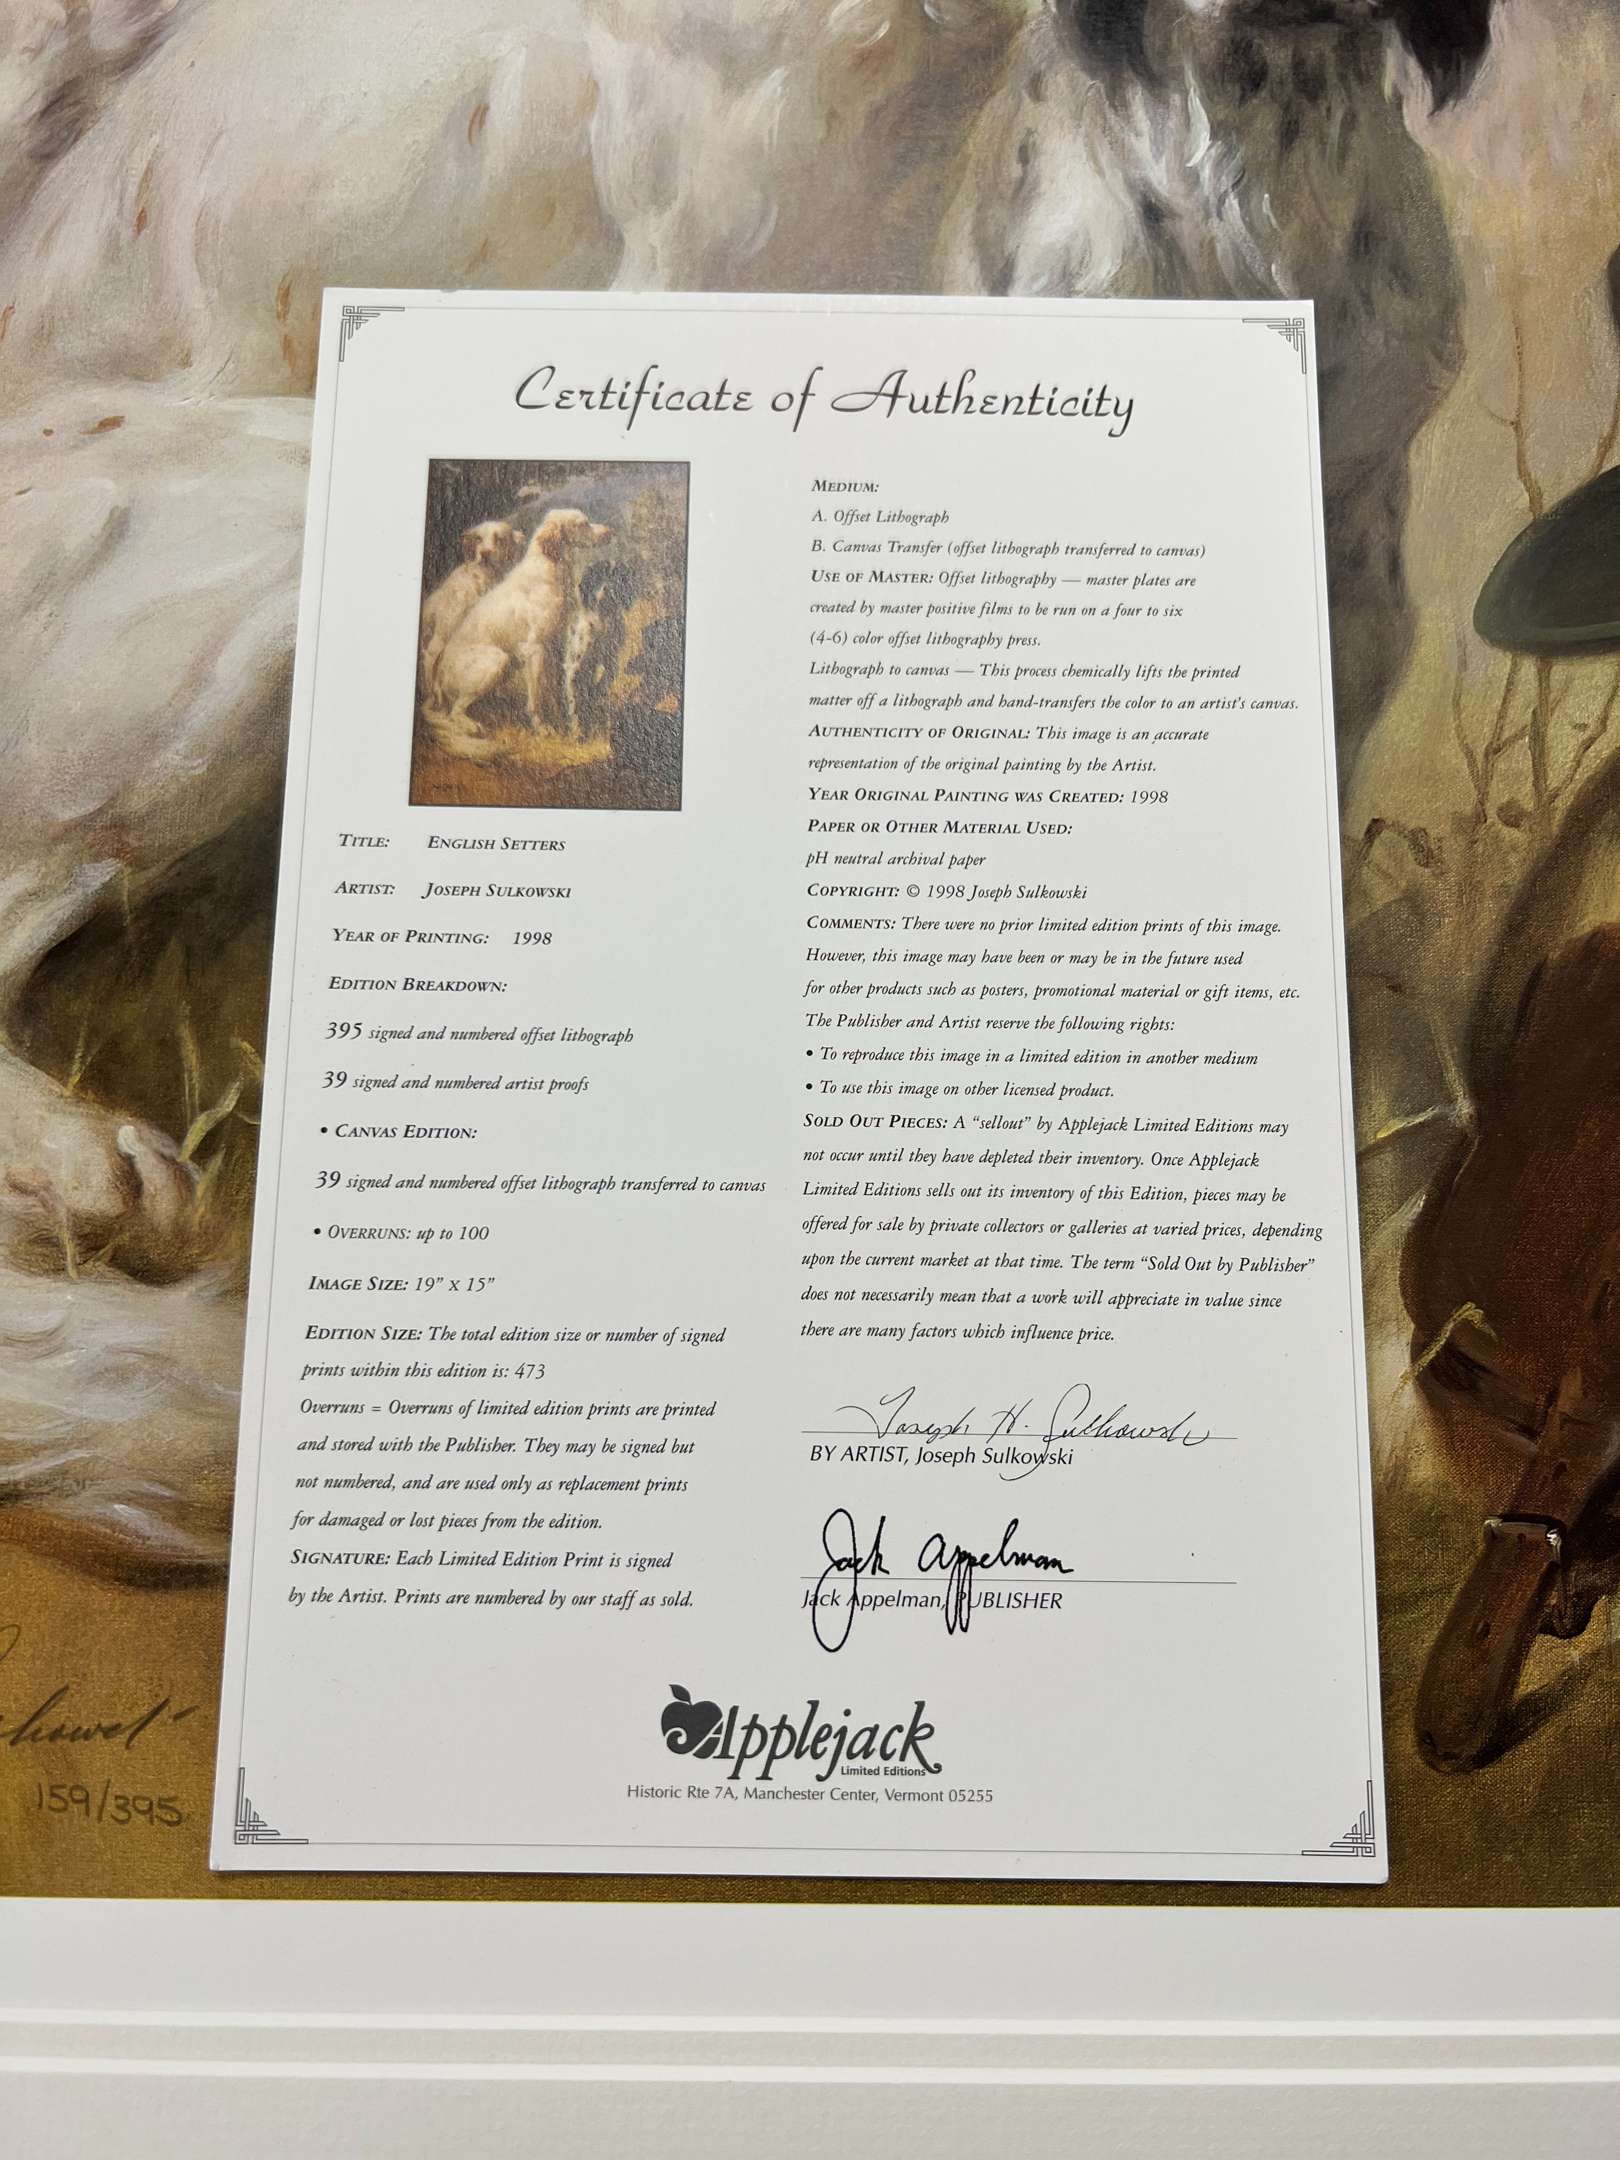 Certificate of Authenticity
TITLE: ENGLISH SETTERS
ARTIST: JOSEPH SULKOWSKI
YEAR OF PRINTING: 1998
EDITION BREAKDOWN:
395 signed and numbered offset lithograph
39 signed and numbered artist proofs
• CANVAS EDITION:
39 signed and numbered offset lithograph transferred to canvas
• OVERRUNS: up to 100
IMAGE SIZE: 19” x 15”
EDITION SIZE: The total edition size or number of signed
prints within this edition is: 473
Overruns = Overruns of limited edition prints are printed
and stored with the Publisher. They may be signed but
not numbered, and are used only as replacement prints
for damaged or lost pieces from the edition.
SIGNATURE: Each Limited Edition Print is signed
by the Artist. Prints are numbered by our staff as sold.
MEDIUM:
A. Offset Lithograph
B. Canvas Transfer (offset lithograph transferred to canvas)
USE OF MASTER: Offset lithography — master plates are
created by master positive films to be run on a four to six
(4-6) color offset lithography press.
Lithograph to canvas — This process chemically lifts the printed
matter off a lithograph and hand-transfers the color to an artist's canvas.
AUTHENTICITY OF ORIGINAL: This image is an accurate
representation of the original painting by the Artist.
YEAR ORIGINAL PAINTING WAS CREATED: 1998
PAPER OR OTHER MATERIAL USED:
pH neutral archival paper
COPYRIGHT: © 1998 Joseph Sulkowski
COMMENTS: There were no prior limited edition prints of this image.
However, this image may have been or may be in the future used
for other products such as posters, promotional material or gift items, etc.
The Publisher and Artist reserve the following rights:
• To reproduce this image in a limited edition in another medium
• To use this image on other licensed product.
SOLD OUT PIECES: A “sellout” by Applejack Limited Editions may
not occur until they have depleted their inventory. Once Applejack
Limited Editions sells out its inventory of this Edition, pieces may be
offered for sale by private collectors or galleries at varied prices, depending
upon the current market at that time. The term “Sold Out by Publisher”
does not necessarily mean that a work will appreciate in value since
there are many factors which influence price.
Joseph H. Sulkowski
BY ARTIST, Joseph Sulkowski
Jack Appelman
Jack Appelman, PUBLISHER
Applejack
Limited Editions
Historic Rte 7A, Manchester Center, Vermont 05255
159/395